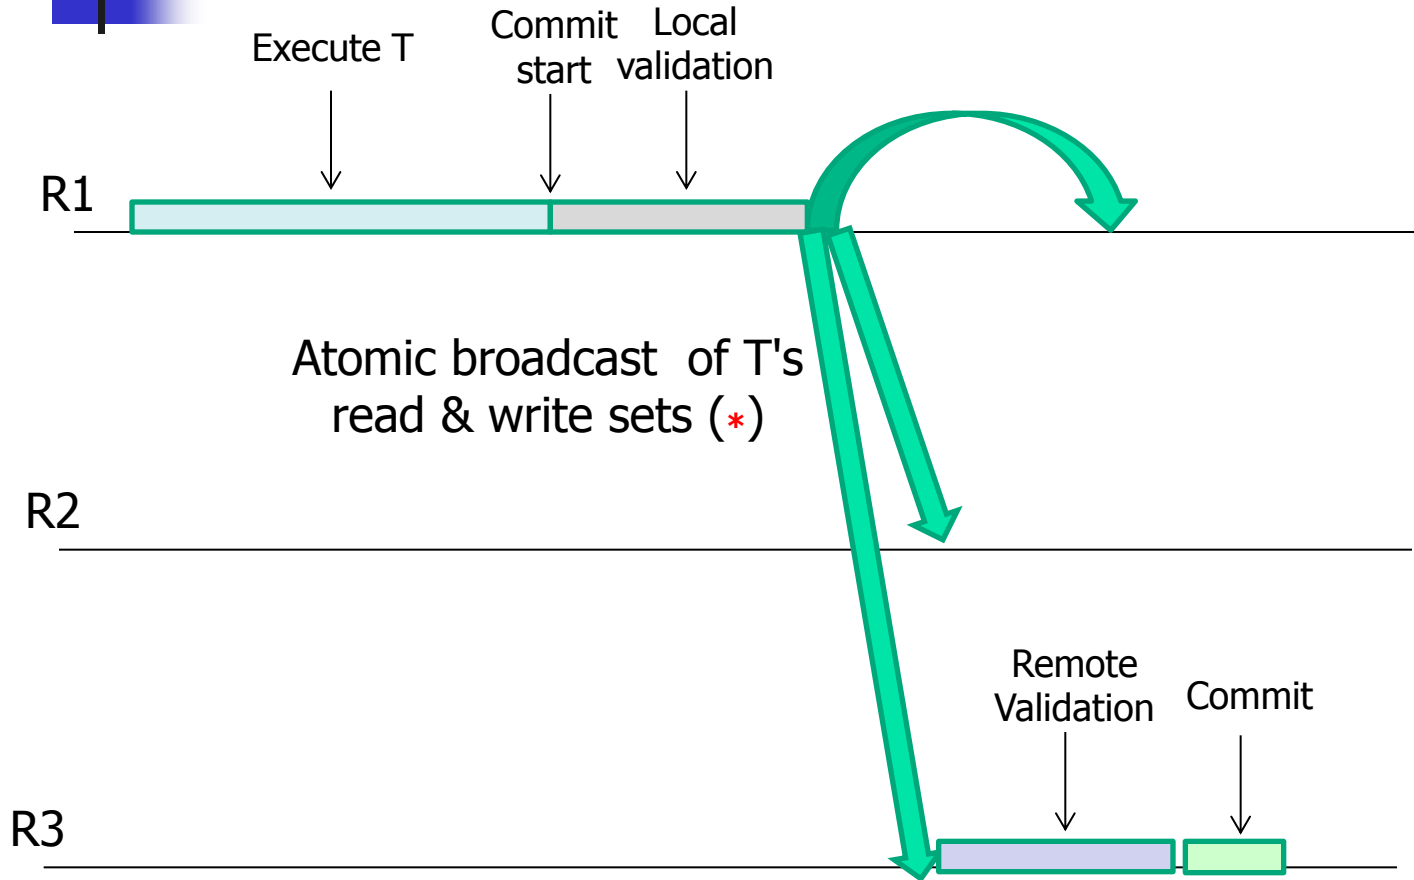 Execute T
Commit
start
Local
validation
R1
Atomic broadcast of T's
read & write sets (*)
R2
Remote
Validation
Commit
R3